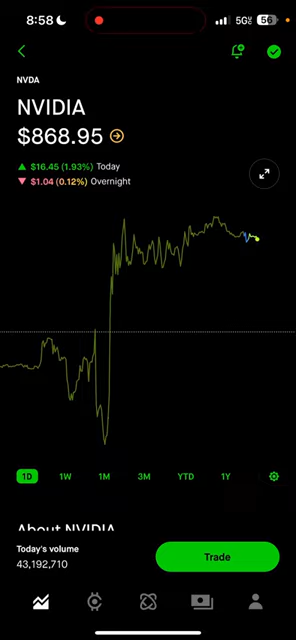 8:58
5G
56
NVDA
NVIDIA
$868.95
▲ $16.45 (1.93%) Today
▼ $1.04 (0.12%) Overnight
1D 1W 1M 3M YTD 1Y
About NVIDIA
Today's volume
43,192,710
Trade